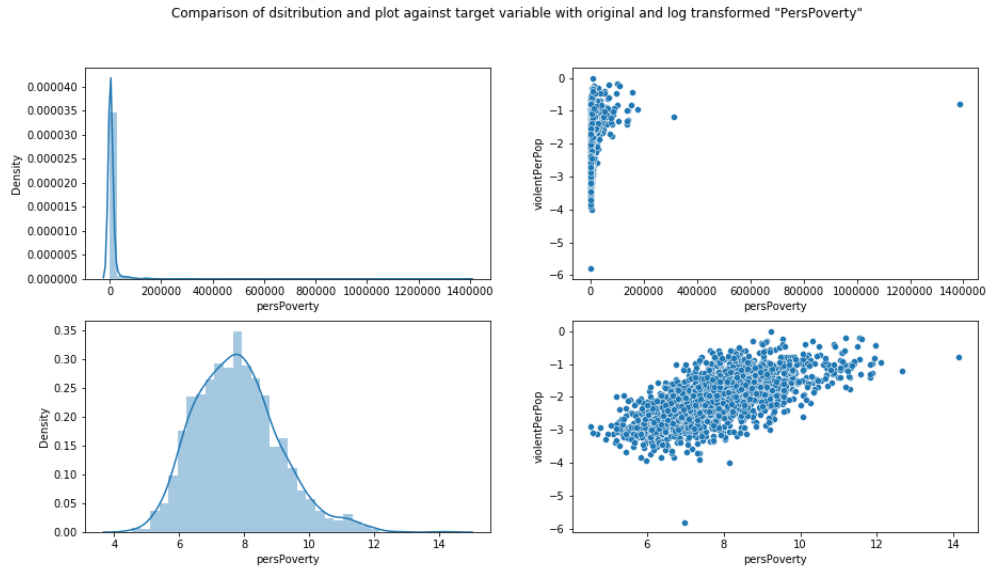 Comparison of dsitribution and plot against target variable with original and log transformed "PersPoverty"
0.000040
0.000035
0.000030
0.000025
0.000020
0.000015
0.000010
0.000005
0.000000
Density
0 200000 400000 600000 800000 1000000 1200000 1400000
persPoverty
0
−1
−2
−3
−4
−5
−6
violentPerPop
0 200000 400000 600000 800000 1000000 1200000 1400000
persPoverty
0.35
0.30
0.25
0.20
0.15
0.10
0.05
0.00
Density
4 6 8 10 12 14
persPoverty
0
−1
−2
−3
−4
−5
−6
violentPerPop
6 8 10 12 14
persPoverty